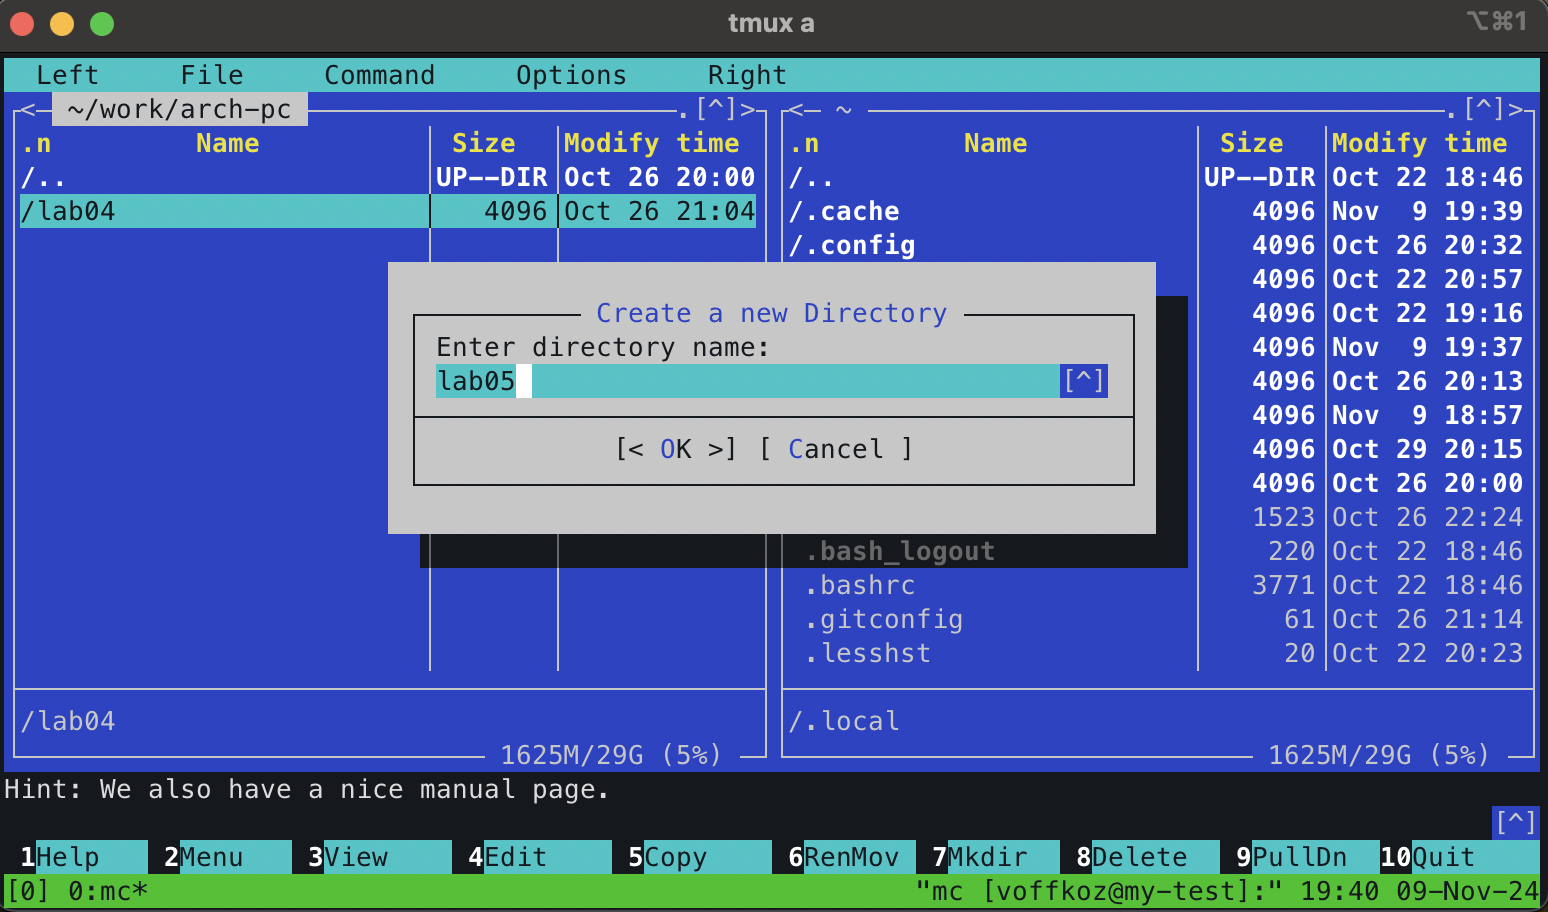 tmux a ⌥⌘1
Left File Command Options Right
<— ~/work/arch-pc .[^]> <— ~ .[^]>
.n Name Size Modify time .n Name Size Modify time
/.. UP--DIR Oct 26 20:00 /.. UP--DIR Oct 22 18:46
/lab04 4096 Oct 26 21:04 /.cache 4096 Nov 9 19:39
/.config 4096 Oct 26 20:32
4096 Oct 22 20:57
Create a new Directory 4096 Oct 22 19:16
Enter directory name: 4096 Nov 9 19:37
lab05 [^] 4096 Oct 26 20:13
4096 Nov 9 18:57
[< OK >] [ Cancel ] 4096 Oct 29 20:15
4096 Oct 26 20:00
1523 Oct 26 22:24
.bash_logout 220 Oct 22 18:46
.bashrc 3771 Oct 22 18:46
.gitconfig 61 Oct 26 21:14
.lesshst 20 Oct 22 20:23
/lab04 /.local
1625M/29G (5%) 1625M/29G (5%)
Hint: We also have a nice manual page.
[^]
1Help 2Menu 3View 4Edit 5Copy 6RenMov 7Mkdir 8Delete 9PullDn 10Quit
[0] 0:mc* "mc [voffkoz@my-test]:" 19:40 09-Nov-24